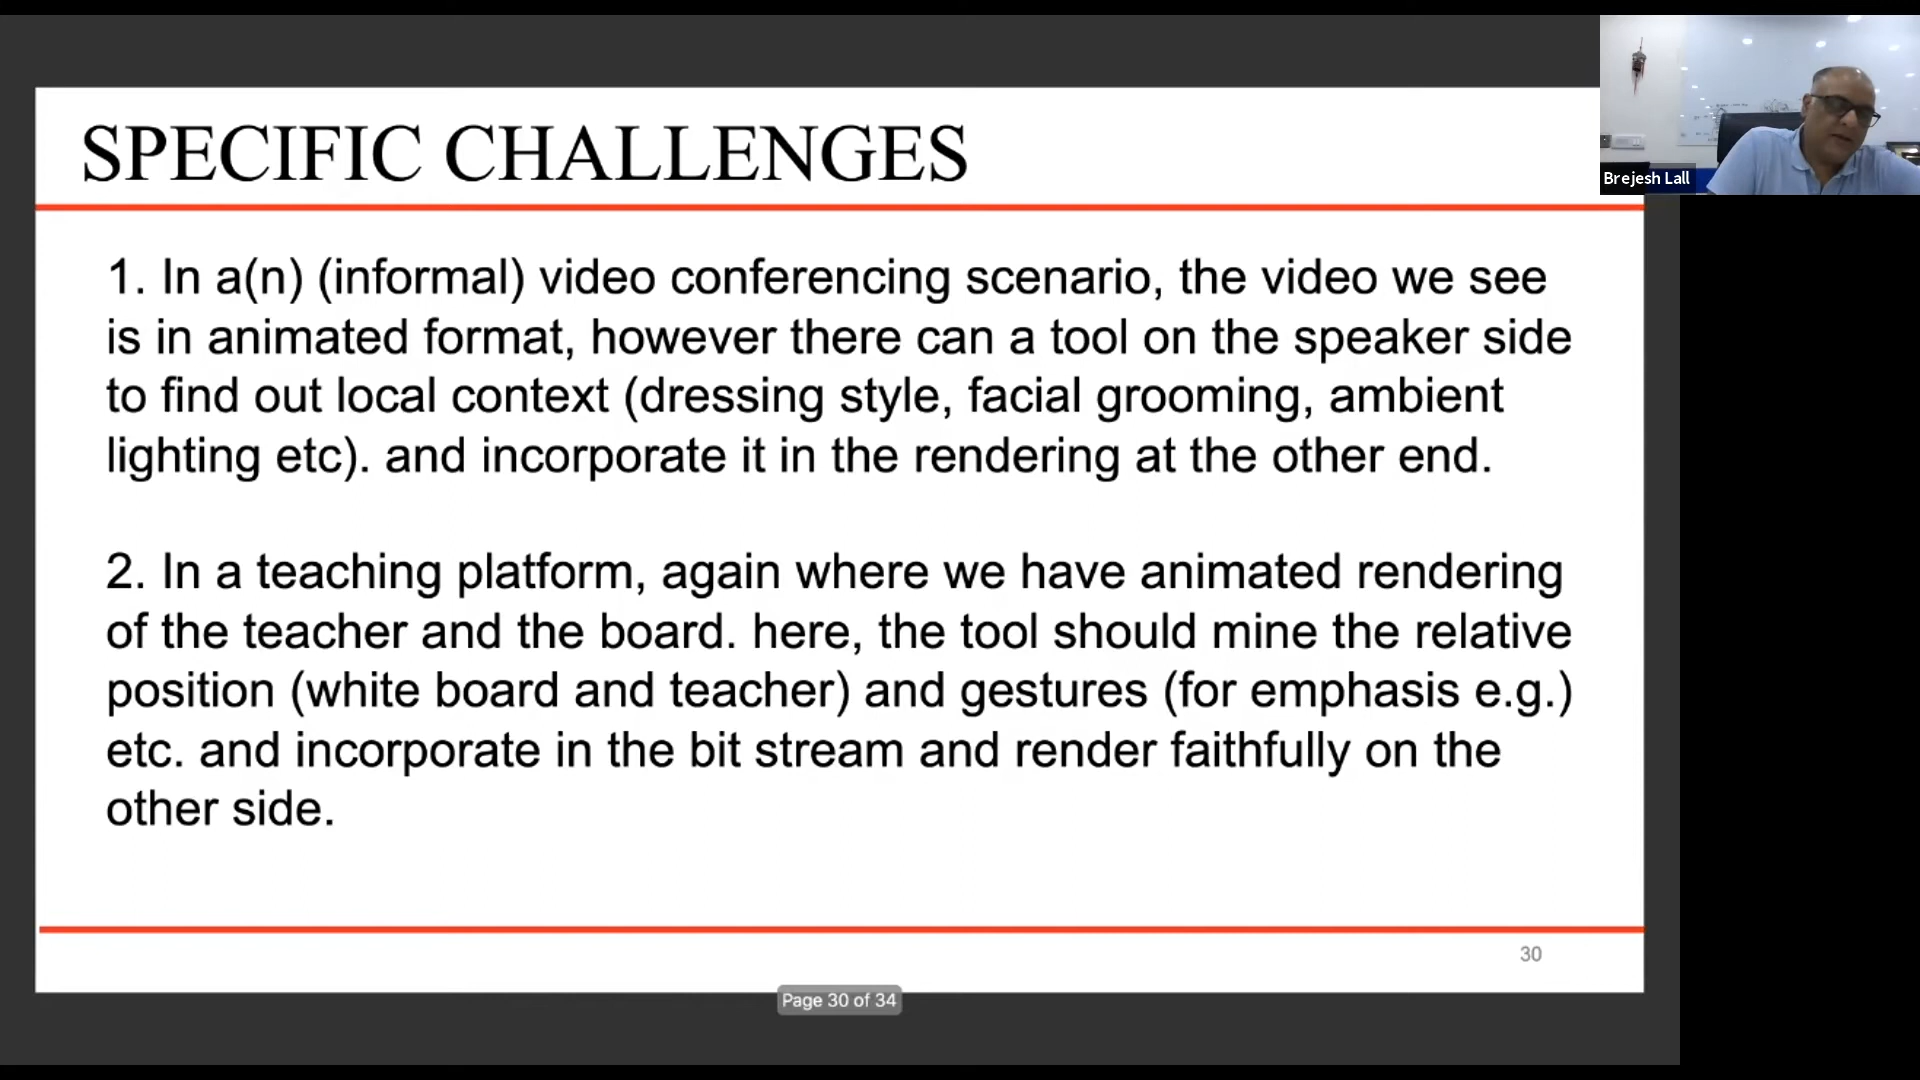 SPECIFIC CHALLENGES
1. In a(n) (informal) video conferencing scenario, the video we see
is in animated format, however there can a tool on the speaker side
to find out local context (dressing style, facial grooming, ambient
lighting etc). and incorporate it in the rendering at the other end.
2. In a teaching platform, again where we have animated rendering
of the teacher and the board. here, the tool should mine the relative
position (white board and teacher) and gestures (for emphasis e.g.)
etc. and incorporate in the bit stream and render faithfully on the
other side.
30
Page 30 of 34
Brejesh Lall